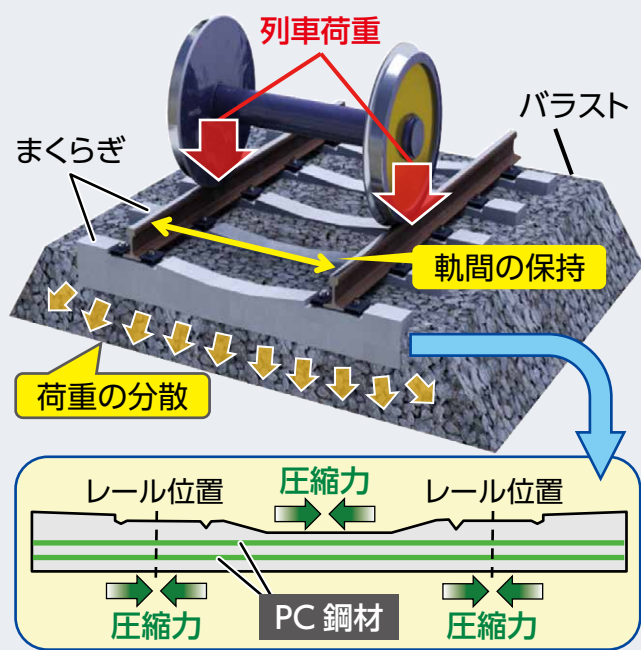 列車荷重
バラスト
まくらぎ
軌間の保持
荷重の分散
レール位置
圧縮力
レール位置
圧縮力
PC 鋼材
圧縮力